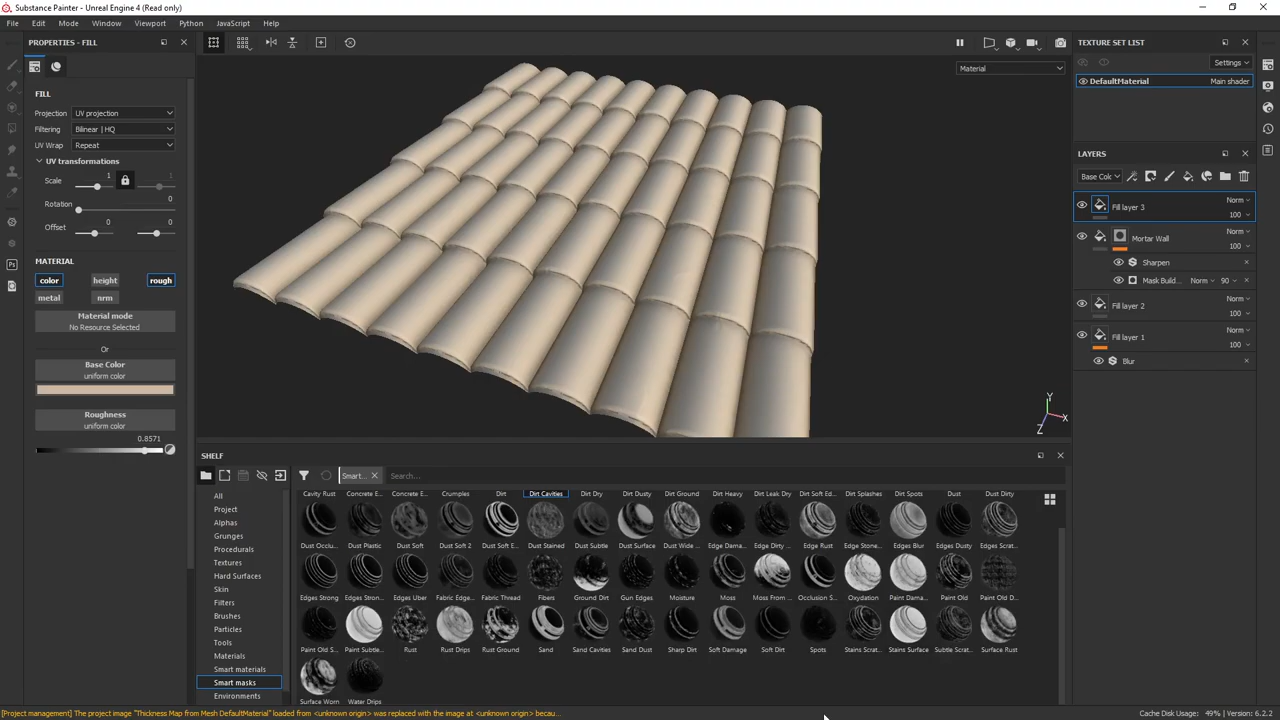 Substance Painter - Unreal Engine 4 (Read only)
File Edit Mode Window Viewport Python JavaScript Help
PROPERTIES - FILL
FILL
Projection UV projection
Filtering Bilinear | HQ
UV Wrap Repeat
UV transformations
Scale 1 1
Rotation 0
Offset 0 0
MATERIAL
color height rough
metal nrm
Material mode
No Resource Selected
Or
Base Color
uniform color
Roughness
uniform color
0.8571
Material
Y
X
Z
TEXTURE SET LIST
Settings
DefaultMaterial Main shader
LAYERS
Base Colc
Fill layer 3 Norm 100
Mortar Wall Norm 100
Sharpen
Mask Build... Norm 90
Fill layer 2 Norm 100
Fill layer 1 Norm 100
Blur
SHELF
Smart... Search...
All
Project
Alphas
Grunges
Procedurals
Textures
Hard Surfaces
Skin
Filters
Brushes
Particles
Tools
Materials
Smart materials
Smart masks
Environments
Cavity Rust Concrete E... Concrete E... Crumples Dirt Dirt Cavities Dirt Dry Dirt Dusty Dirt Ground Dirt Heavy Dirt Leak Dry Dirt Soft Ed... Dirt Splashes Dirt Spots Dust Dust Dirty
Dust Occlu... Dust Plastic Dust Soft Dust Soft 2 Dust Soft E... Dust Stained Dust Subtle Dust Surface Dust Wide ... Edge Dama... Edge Dirty ... Edge Rust Edge Stone... Edges Blur Edges Dusty Edges Scrat...
Edges Strong Edges Stron... Edges Uber Fabric Edge... Fabric Thread Fibers Ground Dirt Gun Edges Moisture Moss Moss From ... Occlusion S... Oxydation Paint Dama... Paint Old Paint Old D...
Paint Old S... Paint Subtle... Rust Rust Drips Rust Ground Sand Sand Cavities Sand Dust Sharp Dirt Soft Damage Soft Dirt Spots Stains Scrat... Stains Surface Subtle Scrat... Surface Rust
Surface Worn Water Drips
[Project management] The project image "Thickness Map from Mesh DefaultMaterial" loaded from <unknown origin> was replaced with the image at <unknown origin> becau...
Cache Disk Usage: 49% | Version: 6.2.2